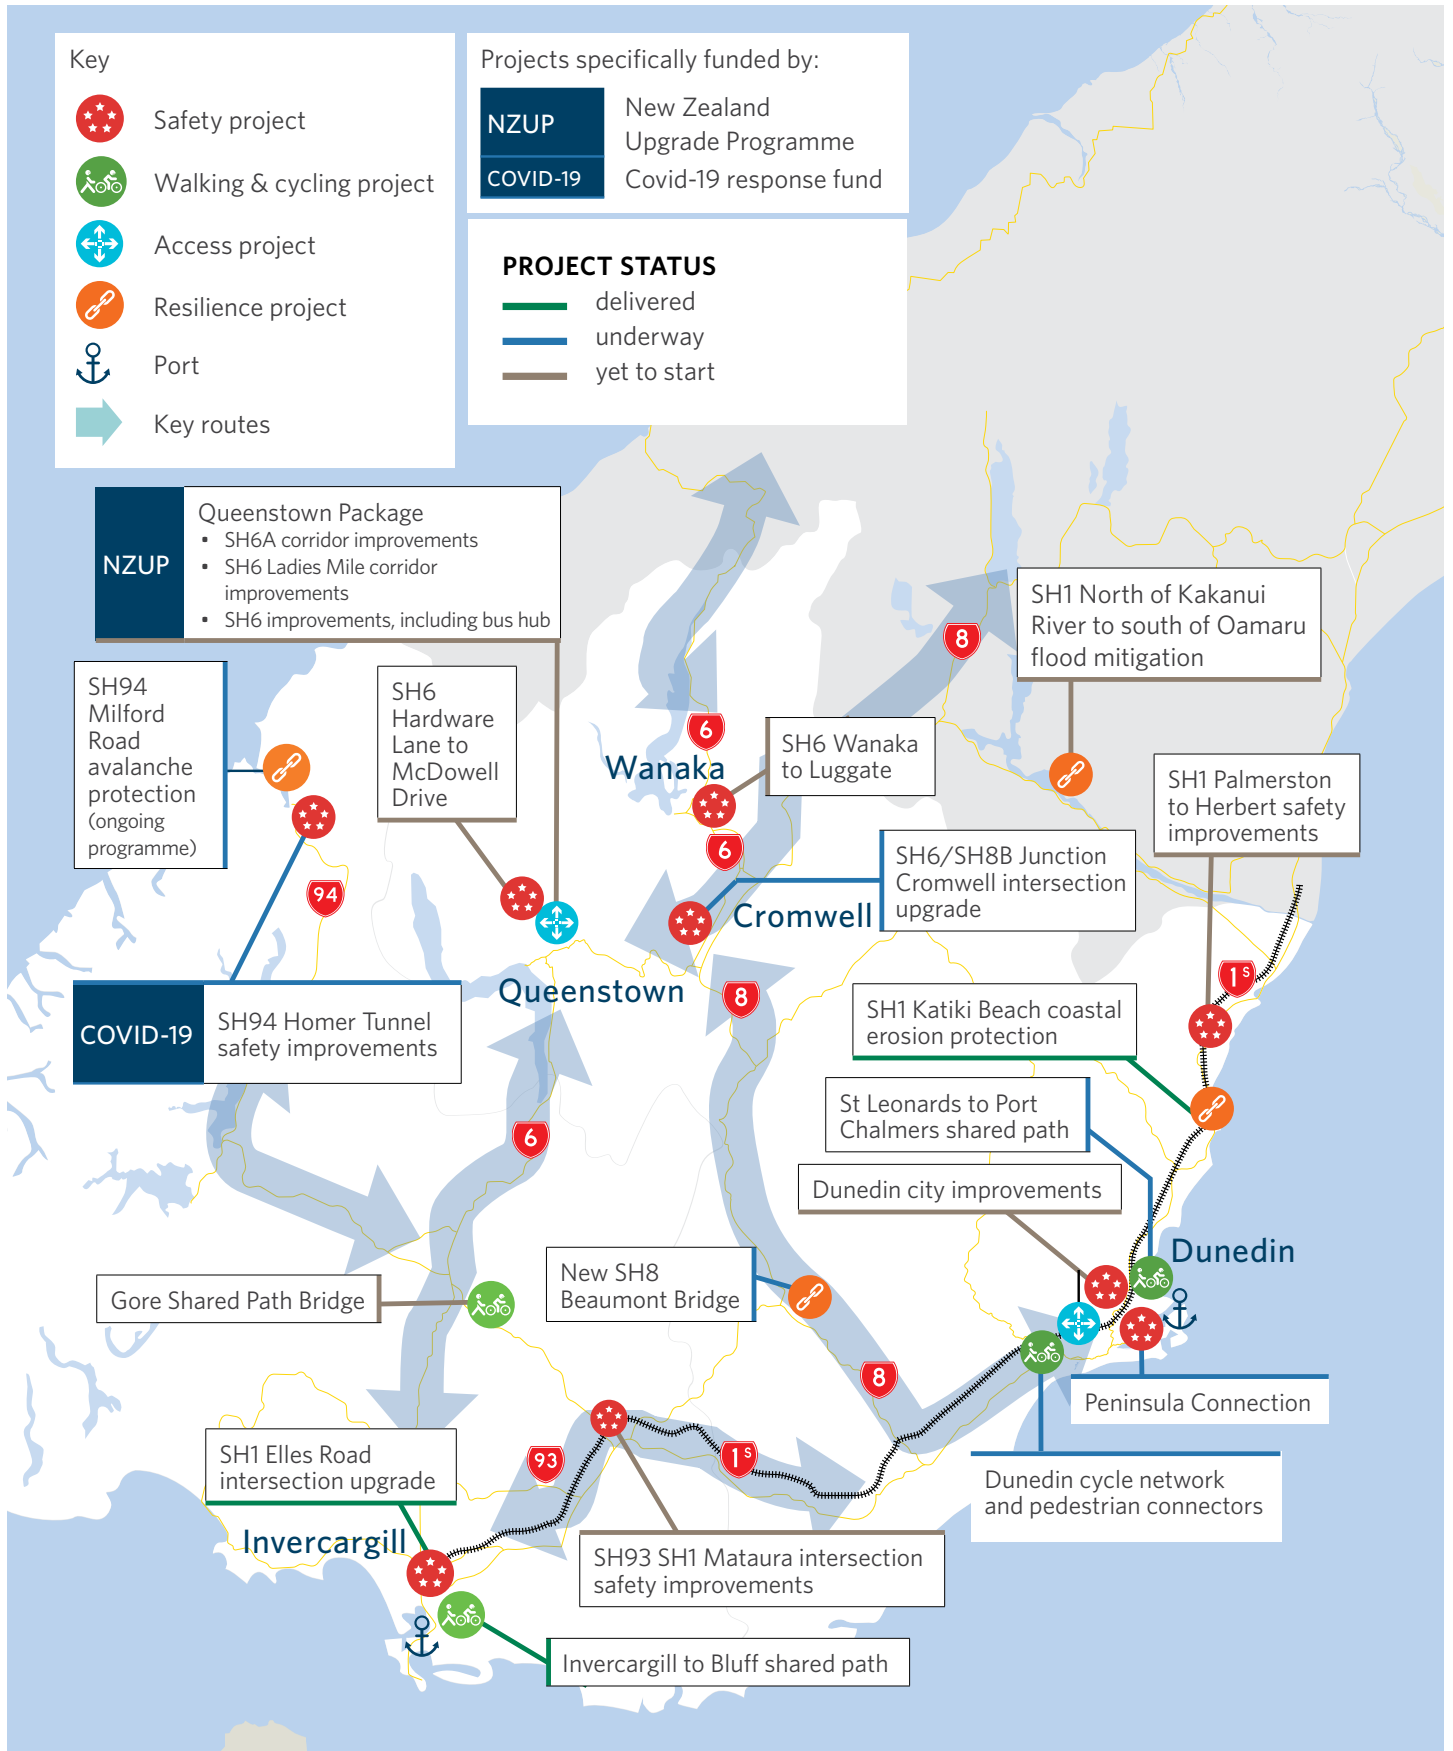 Key
Safety project
Walking & cycling project
Access project
Resilience project
Port
Key routes
Projects specifically funded by:
NZUP
New Zealand
Upgrade Programme
COVID-19
Covid-19 response fund
PROJECT STATUS
delivered
underway
yet to start
NZUP
Queenstown Package
• SH6A corridor improvements
• SH6 Ladies Mile corridor
improvements
• SH6 improvements, including bus hub
SH94
Milford
Road
avalanche
protection
(ongoing
programme)
SH6
Hardware
Lane to
McDowell
Drive
SH1 North of Kakanui
River to south of Oamaru
flood mitigation
8
6
Wanaka
SH6 Wanaka
to Luggate
SH1 Palmerston
to Herbert safety
improvements
6
SH6/SH8B Junction
Cromwell intersection
upgrade
94
Cromwell
Queenstown
8
1S
COVID-19
SH94 Homer Tunnel
safety improvements
SH1 Katiki Beach coastal
erosion protection
St Leonards to Port
Chalmers shared path
6
Dunedin city improvements
Dunedin
Gore Shared Path Bridge
New SH8
Beaumont Bridge
8
Peninsula Connection
SH1 Elles Road
intersection upgrade
93
1S
Dunedin cycle network
and pedestrian connectors
Invercargill
SH93 SH1 Mataura intersection
safety improvements
Invercargill to Bluff shared path